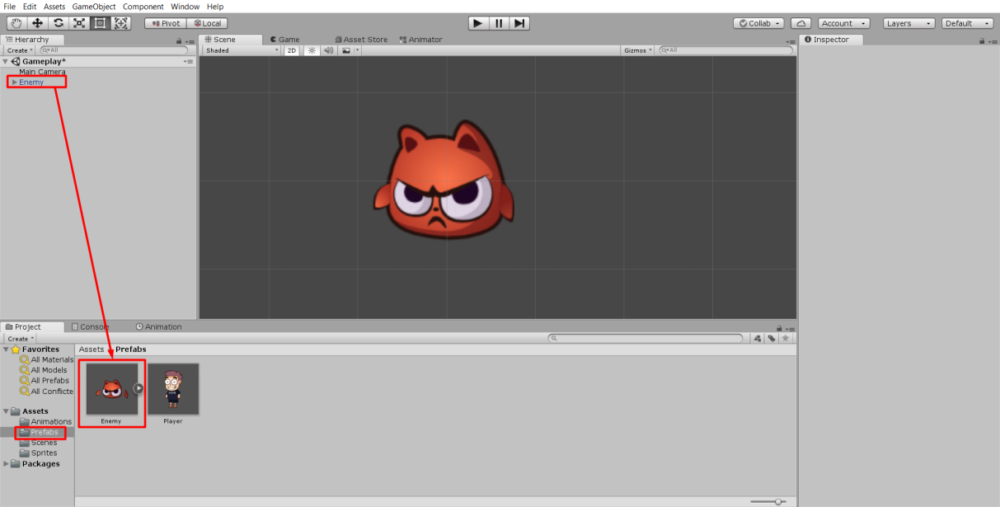 File Edit Assets GameObject Component Window Help
Pivot Local Collab Account Layers Default
Hierarchy Scene Game Asset Store Animator Inspector
Create All Shaded 2D Gizmos All
Gameplay*
Main Camera
Enemy
Project Console Animation
Create
Favorites Assets Prefabs
All Materials
All Models
All Prefabs
All Conflicte
Assets
Animations Enemy Player
Prefabs
Scenes
Sprites
Packages